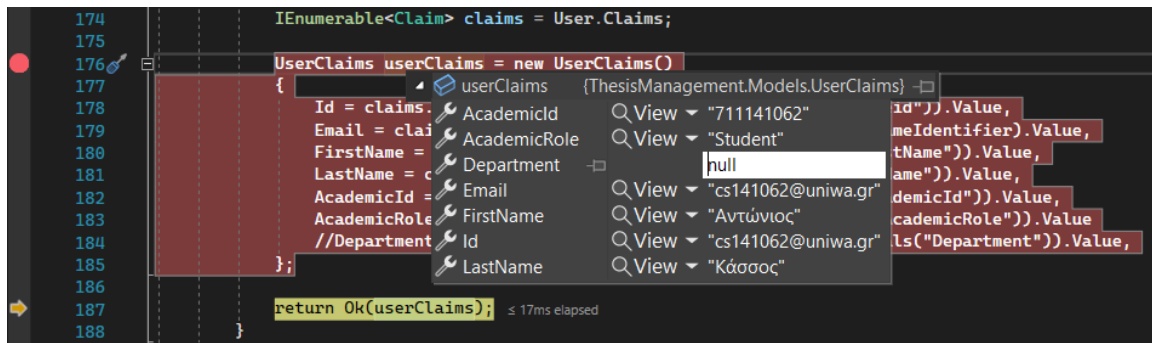 174 IEnumerable<Claim> claims = User.Claims;
175
176 UserClaims userClaims = new UserClaims()
177 { userClaims {ThesisManagement.Models.UserClaims}
178 Id = claims. AcademicId View "711141062" id")).Value,
179 Email = clai AcademicRole View "Student" meIdentifier).Value,
180 FirstName = Department null tName")).Value,
181 LastName = c Email View "cs141062@uniwa.gr" ame")).Value,
182 AcademicId = FirstName View "Αντώνιος" demicId")).Value,
183 AcademicRole Id View "cs141062@uniwa.gr" cademicRole")).Value
184 //Department LastName View "Κάσσος" ls("Department")).Value,
185 };
186
187 return Ok(userClaims); ≤ 17ms elapsed
188 }